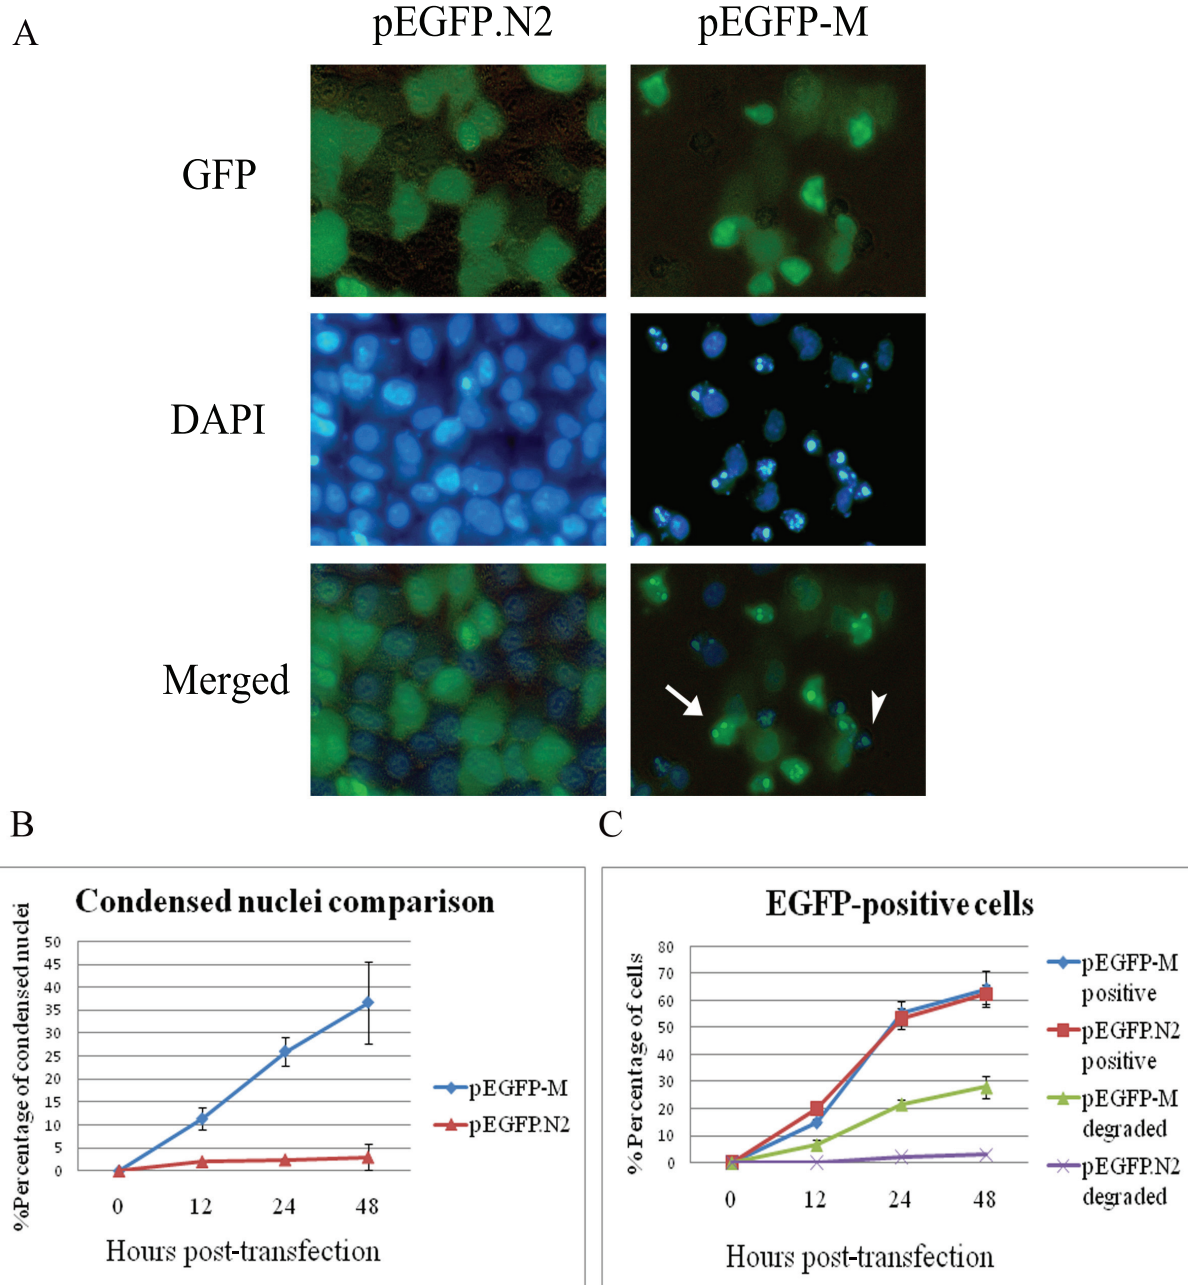 A
pEGFP.N2
pEGFP-M
GFP
DAPI
Merged
B
C
Condensed nuclei comparison
%Percentage of condensed nuclei
50
45
40
35
30
25
20
15
10
5
0
0 12 24 48
Hours post-transfection
pEGFP-M
pEGFP.N2
EGFP-positive cells
%Percentage of cells
80
70
60
50
40
30
20
10
0
0 12 24 48
Hours post-transfection
pEGFP-M
positive
pEGFP.N2
positive
pEGFP-M
degraded
pEGFP.N2
degraded